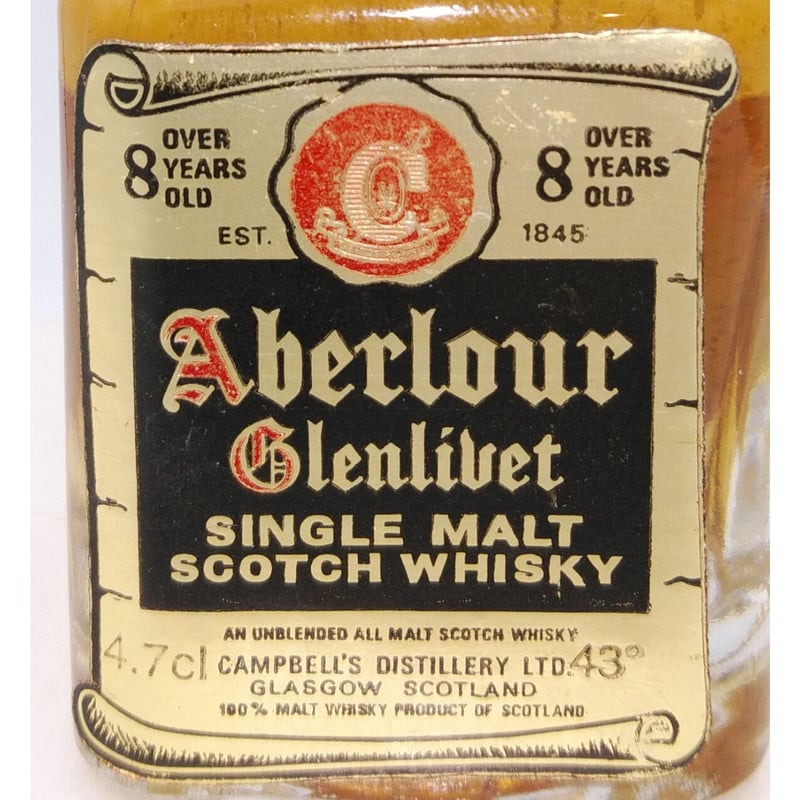 OVER
8 YEARS
OLD
OVER
8 YEARS
OLD
C
EST. 1845
Aberlour
Glenlivet
SINGLE MALT
SCOTCH WHISKY
AN UNBLENDED ALL MALT SCOTCH WHISKY
4.7cl CAMPBELL'S DISTILLERY LTD. 43°
GLASGOW SCOTLAND
100% MALT WHISKY PRODUCT OF SCOTLAND